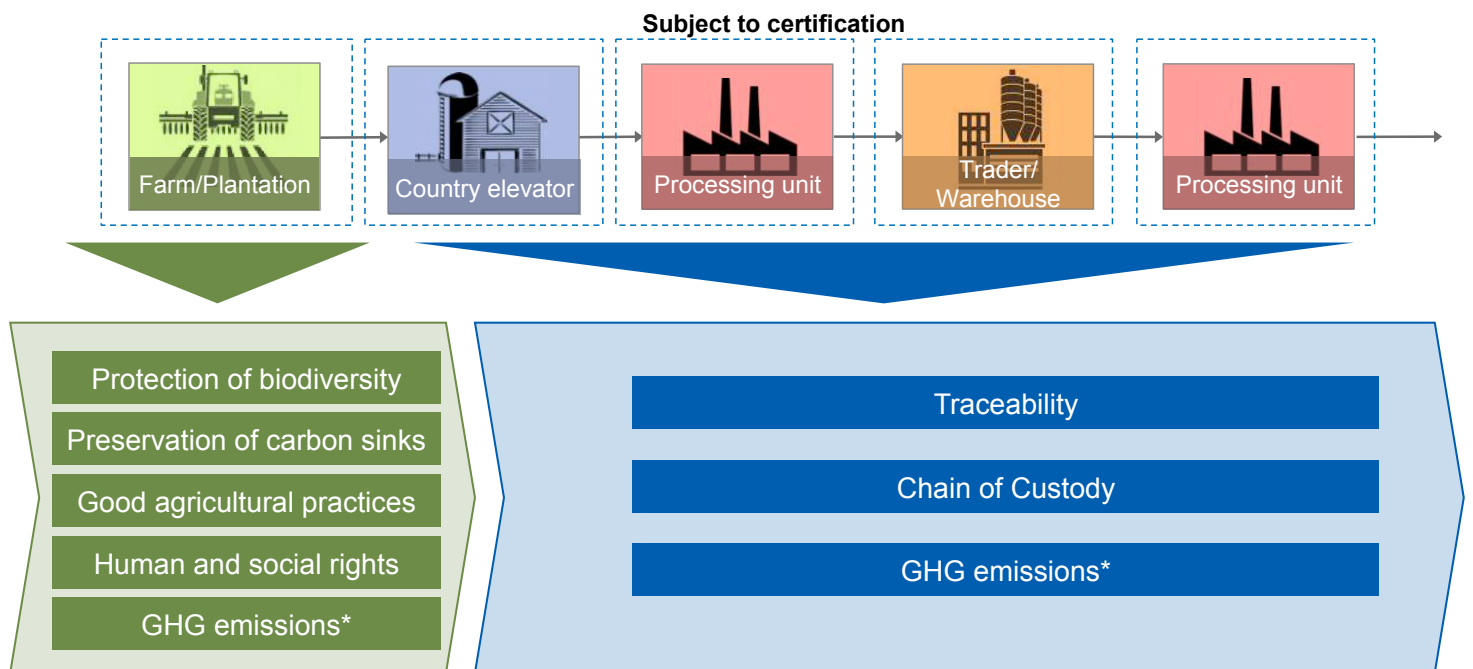 Subject to certification
Farm/Plantation
Country elevator
Processing unit
Trader/
Warehouse
Processing unit
Protection of biodiversity
Preservation of carbon sinks
Good agricultural practices
Human and social rights
GHG emissions*
Traceability
Chain of Custody
GHG emissions*